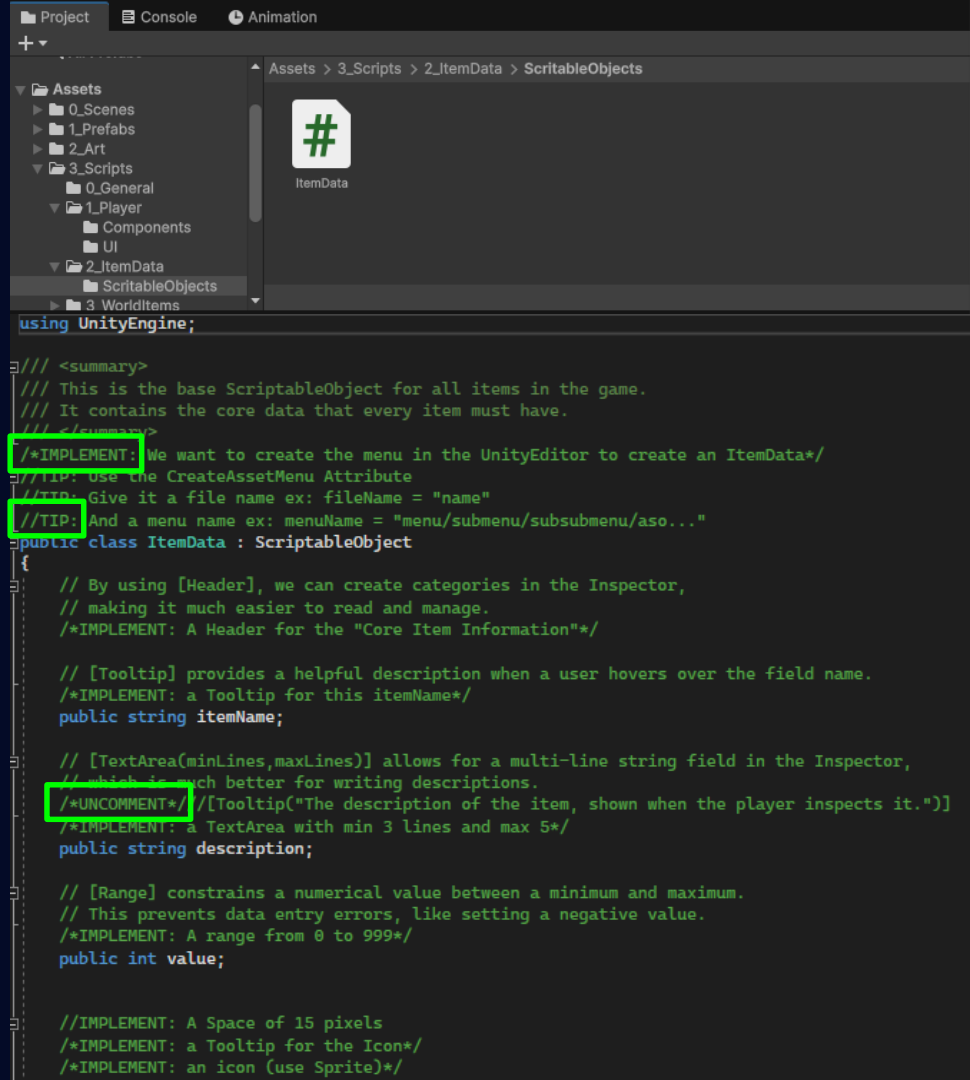 Project Console Animation
+
Assets > 3_Scripts > 2_ItemData > ScritableObjects
Assets
0_Scenes
1_Prefabs
2_Art
3_Scripts
0_General
1_Player
Components
UI
2_ItemData
ScritableObjects
3_WorldItems
#
ItemData
using UnityEngine;
/// <summary>
/// This is the base ScriptableObject for all items in the game.
/// It contains the core data that every item must have.
/// </summary>
/*IMPLEMENT: We want to create the menu in the UnityEditor to create an ItemData*/
//TIP: Use the CreateAssetMenu Attribute
//TIP: Give it a file name ex: fileName = "name"
//TIP: And a menu name ex: menuName = "menu/submenu/subsubmenu/aso..."
public class ItemData : ScriptableObject
{
// By using [Header], we can create categories in the Inspector,
// making it much easier to read and manage.
/*IMPLEMENT: A Header for the "Core Item Information"*/
// [Tooltip] provides a helpful description when a user hovers over the field name.
/*IMPLEMENT: a Tooltip for this itemName*/
public string itemName;
// [TextArea(minLines,maxLines)] allows for a multi-line string field in the Inspector,
// which is much better for writing descriptions.
/*UNCOMMENT*///[Tooltip("The description of the item, shown when the player inspects it.")]
/*IMPLEMENT: a TextArea with min 3 lines and max 5*/
public string description;
// [Range] constrains a numerical value between a minimum and maximum.
// This prevents data entry errors, like setting a negative value.
/*IMPLEMENT: A range from 0 to 999*/
public int value;
//IMPLEMENT: A Space of 15 pixels
/*IMPLEMENT: a Tooltip for the Icon*/
/*IMPLEMENT: an icon (use Sprite)*/